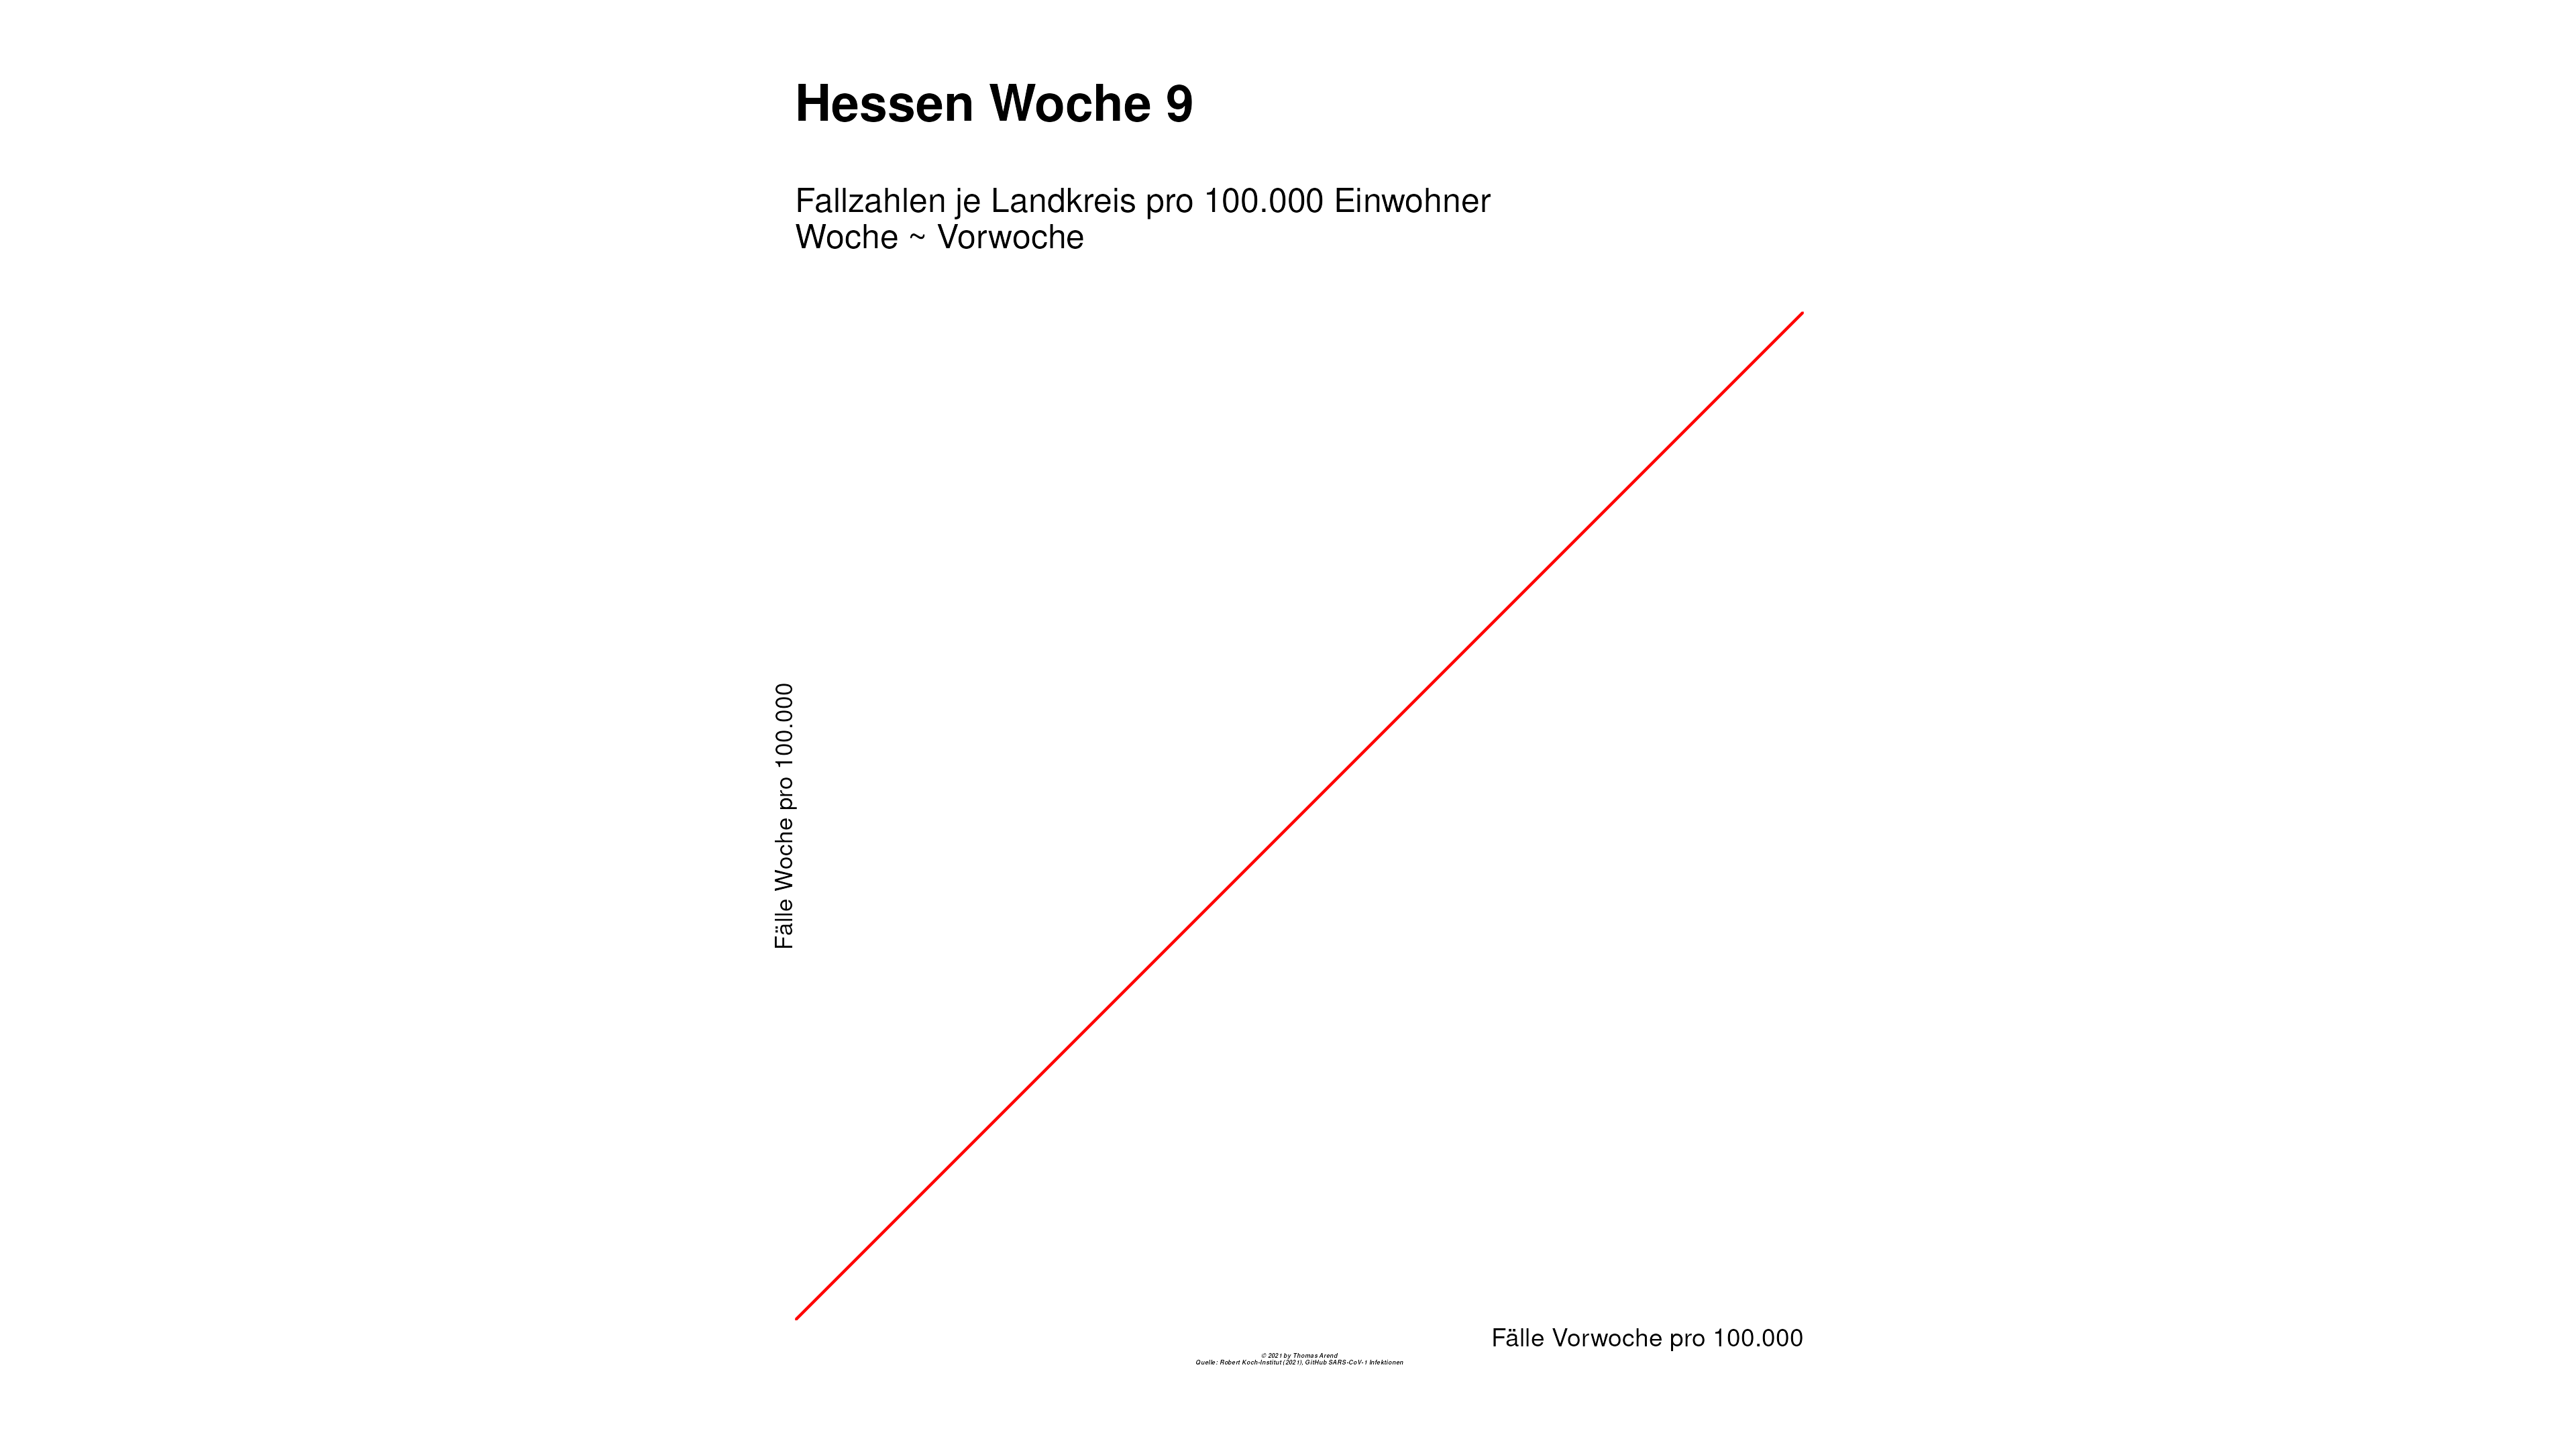 Hessen Woche 9
Fallzahlen je Landkreis pro 100.000 Einwohner
Woche ~ Vorwoche
Fälle Woche pro 100.000
Fälle Vorwoche pro 100.000
© 2021 by Thomas Arend
Quelle: Robert Koch-Institut (2021), GitHub SARS-CoV-1 Infektionen